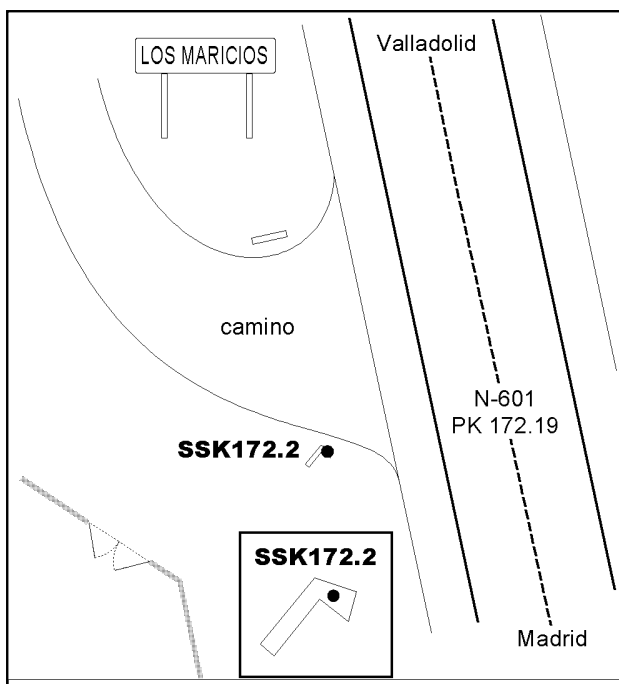 LOS MARICIOS
Valladolid
camino
N-601
PK 172.19
SSK172.2
SSK172.2
Madrid